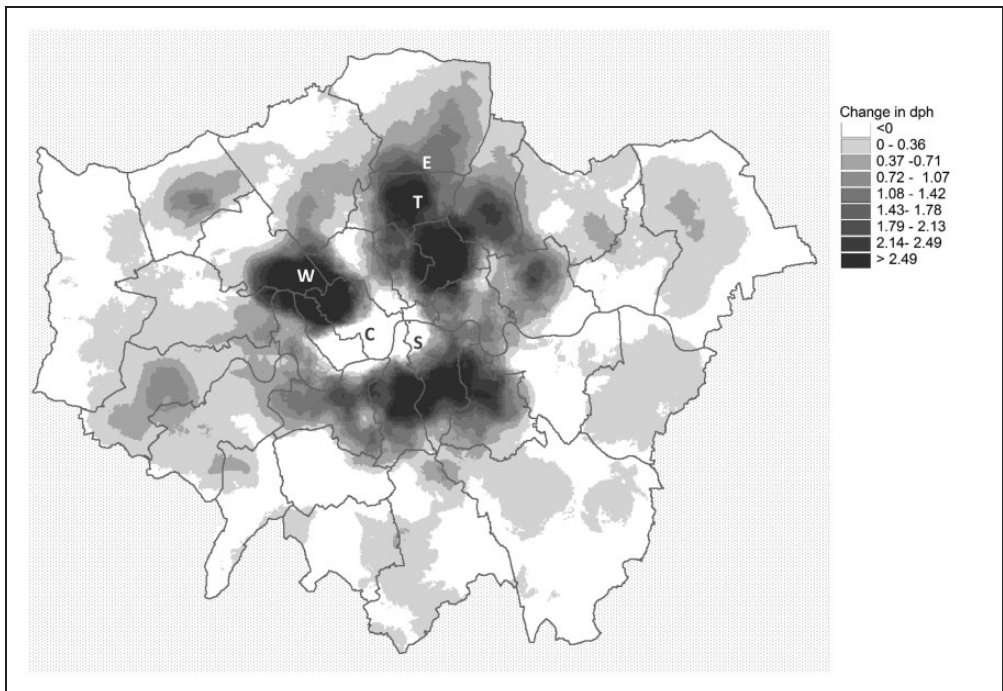 E
T
W
C
S
Change in dph
<0
0 - 0.36
0.37 -0.71
0.72 - 1.07
1.08 - 1.42
1.43- 1.78
1.79 - 2.13
2.14- 2.49
> 2.49